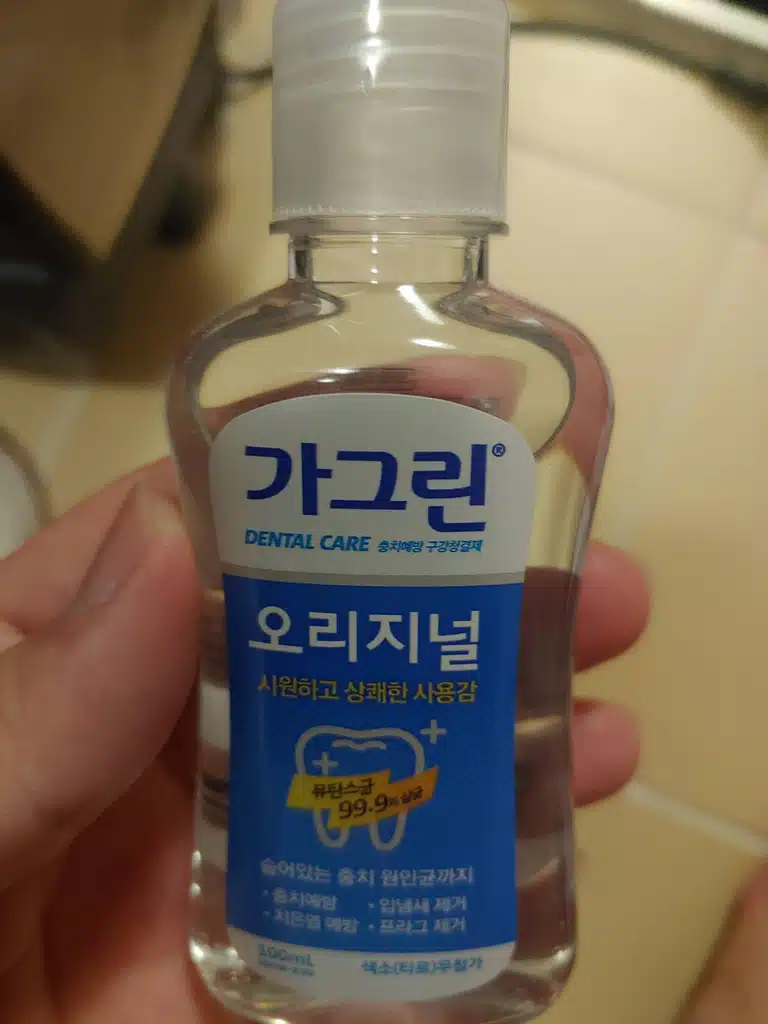 가그린®
DENTAL CARE 충치예방 구강청결제
오리지널
시원하고 상쾌한 사용감
뮤탄스균
99.9% 살균
숨어있는 충치 원인균까지
· 충치예방 · 입냄새 제거
· 치은염 예방 · 프라그 제거
100mL
색소(타르)무첨가